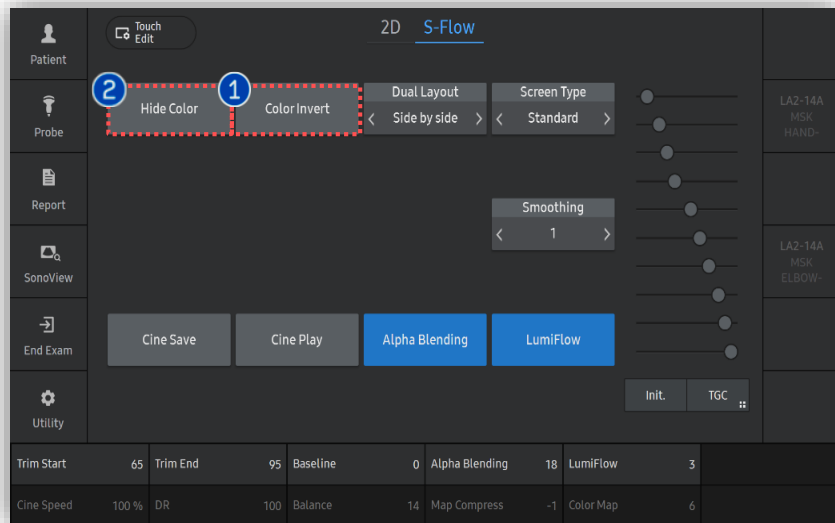 Touch
Edit
2D
S-Flow
Patient
Probe
Report
SonoView
End Exam
Utility
2
Hide Color
1
Color Invert
Dual Layout
< Side by side >
Screen Type
< Standard >
Smoothing
< 1 >
Cine Save
Cine Play
Alpha Blending
LumiFlow
Init.
TGC
LA2-14A
MSK
HAND-
LA2-14A
MSK
ELBOW-
Trim Start 65
Trim End 95
Baseline 0
Alpha Blending 18
LumiFlow 3
Cine Speed 100 %
DR 100
Balance 14
Map Compress -1
Color Map 6